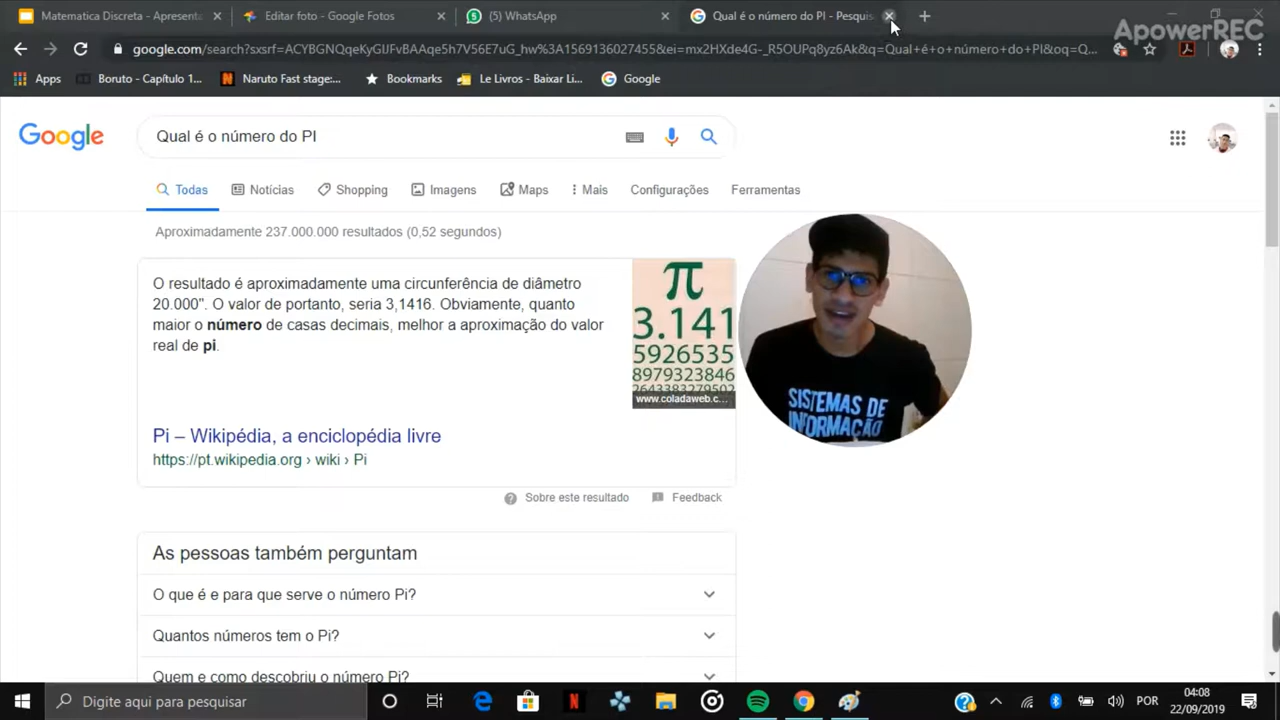 Matematica Discreta - Apresenta
Editar foto - Google Fotos
(5) WhatsApp
Qual é o número do PI - Pesquis
ApowerREC
google.com/search?sxsrf=ACYBGNQqeKyGIJFvBAAqe5h7V56E7uG_hw%3A1569136027455&ei=mx2HXde4G-_R5OUPq8yz6Ak&q=Qual+é+o+número+do+PI&oq=Q...
Apps
Boruto - Capítulo 1...
Naruto Fast stage:...
Bookmarks
Le Livros - Baixar Li...
Google
Google
Qual é o número do PI
Todas
Notícias
Shopping
Imagens
Maps
Mais
Configurações
Ferramentas
Aproximadamente 237.000.000 resultados (0,52 segundos)
O resultado é aproximadamente uma circunferência de diâmetro
20.000". O valor de portanto, seria 3,1416. Obviamente, quanto
maior o número de casas decimais, melhor a aproximação do valor
real de pi.
π
3.141
5926535
8979323846
2643383279502
www.coladaweb.c...
SISTEMAS DE
INFORMAÇÃO
Pi – Wikipédia, a enciclopédia livre
https://pt.wikipedia.org › wiki › Pi
Sobre este resultado
Feedback
As pessoas também perguntam
O que é e para que serve o número Pi?
Quantos números tem o Pi?
Quem e como descobriu o número Pi?
Digite aqui para pesquisar
POR
04:08
22/09/2019